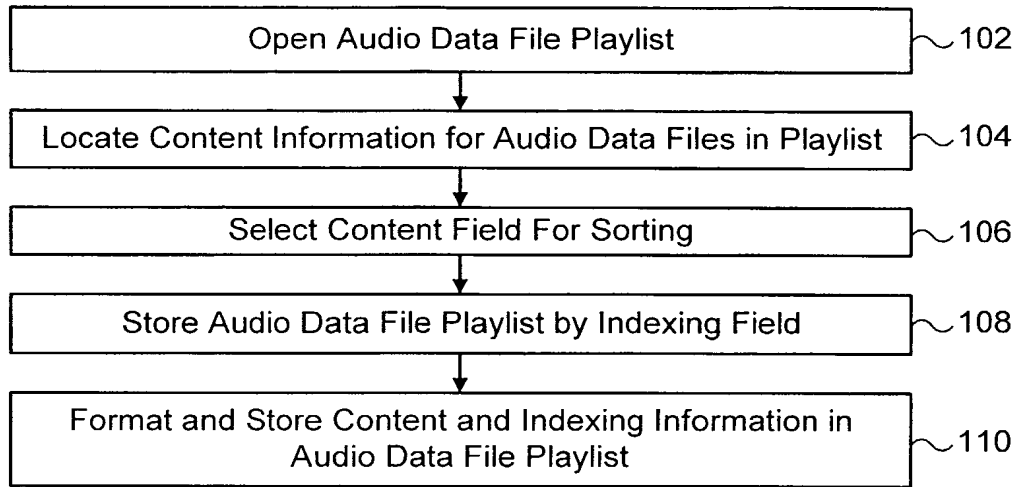 Open Audio Data File Playlist 102
Locate Content Information for Audio Data Files in Playlist 104
Select Content Field For Sorting 106
Store Audio Data File Playlist by Indexing Field 108
Format and Store Content and Indexing Information in
Audio Data File Playlist 110